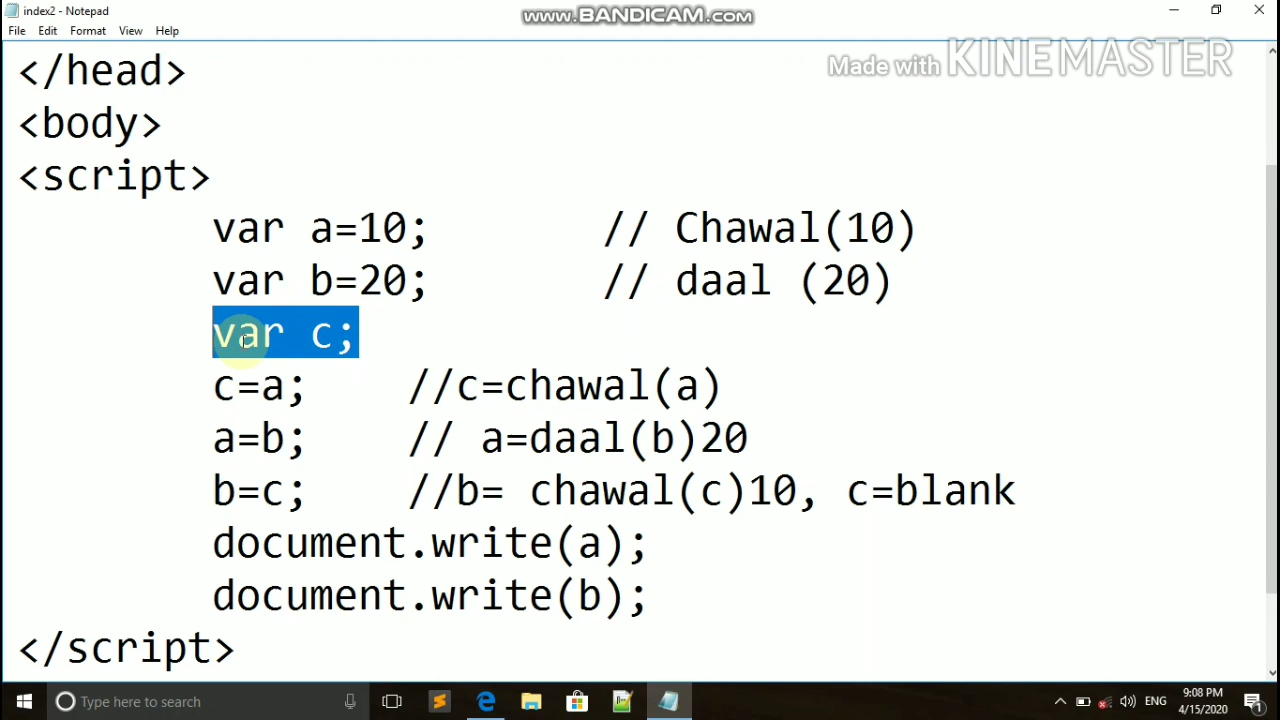 index2 - Notepad
www.BANDICAM.com
File Edit Format View Help
Made with KINEMASTER
</head>
<body>
<script>
var a=10; // Chawal(10)
var b=20; // daal (20)
var c;
c=a; //c=chawal(a)
a=b; // a=daal(b)20
b=c; //b= chawal(c)10, c=blank
document.write(a);
document.write(b);
</script>
Type here to search
ENG
9:08 PM
4/15/2020
1